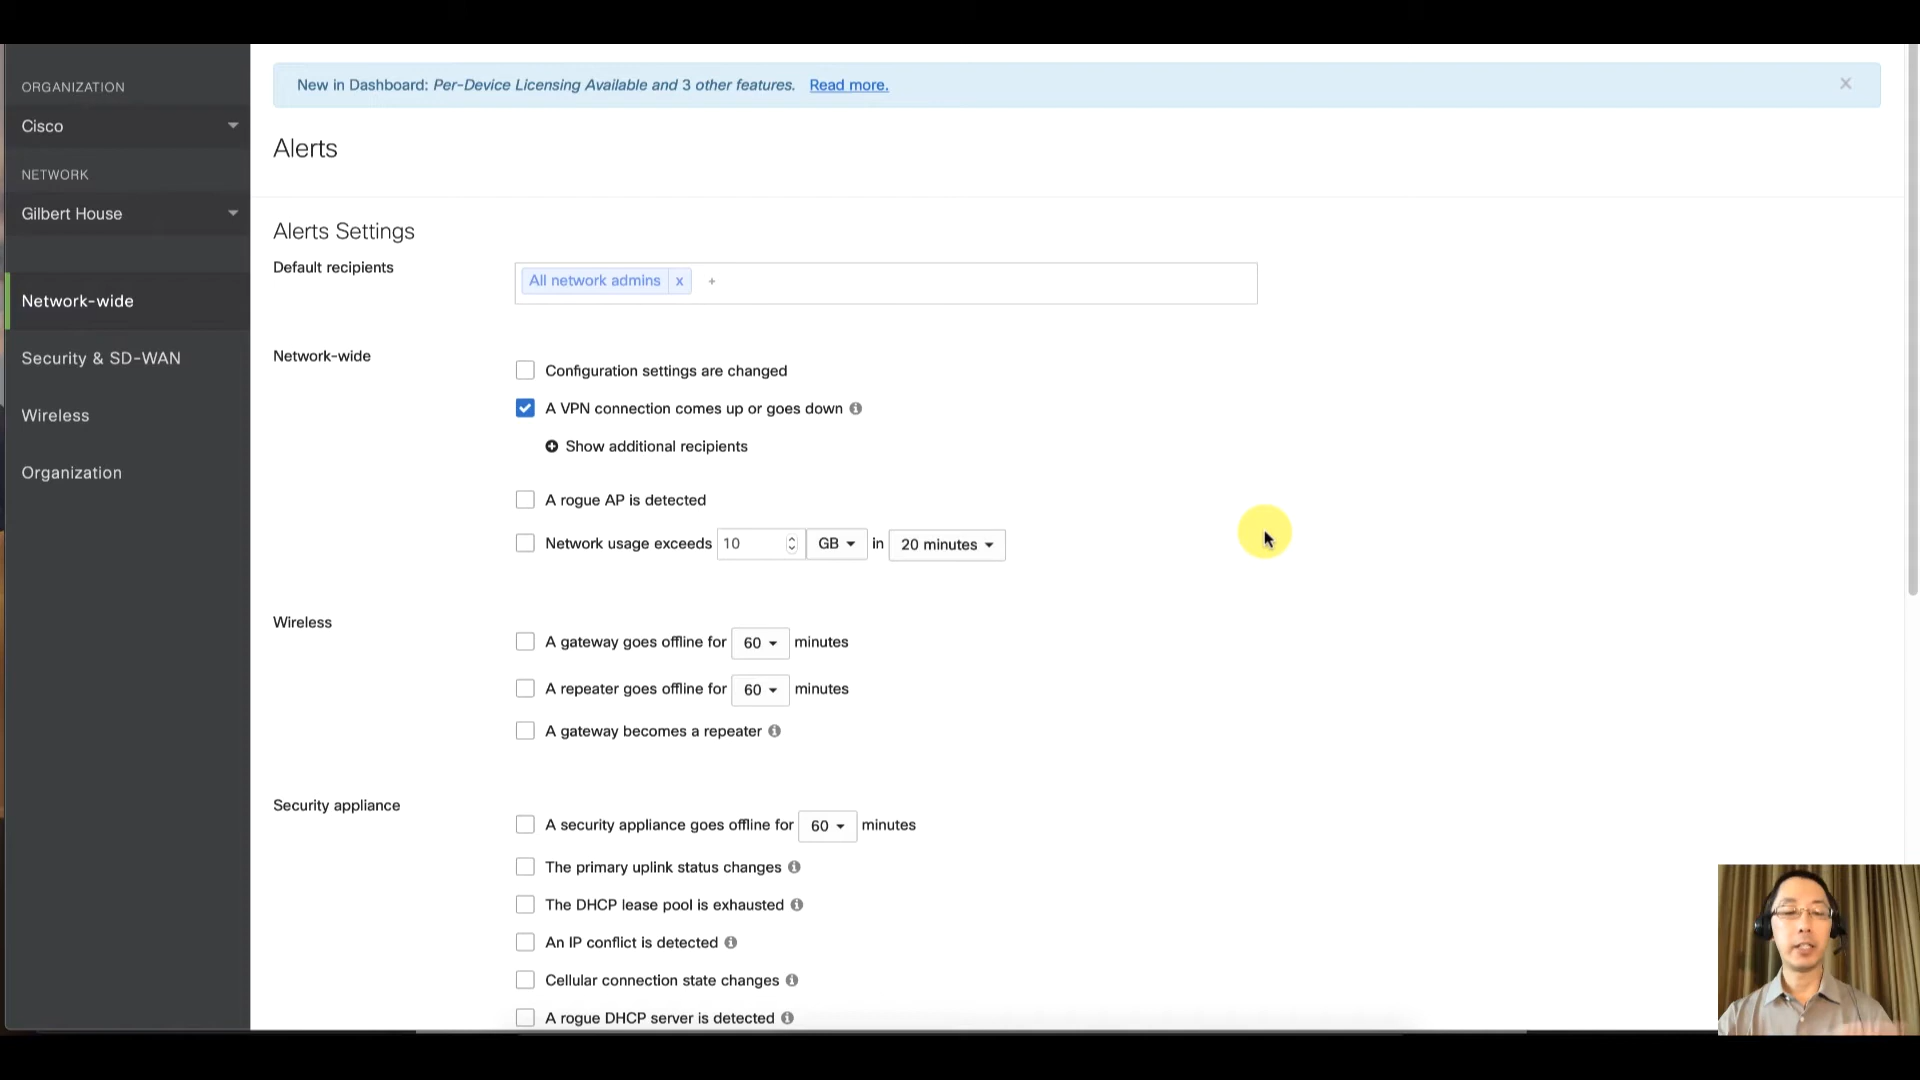 New in Dashboard: Per-Device Licensing Available and 3 other features. Read more. ×
ORGANIZATION
Cisco
NETWORK
Gilbert House
Network-wide
Security & SD-WAN
Wireless
Organization
Alerts
Alerts Settings
Default recipients
All network admins x +
Network-wide
Configuration settings are changed
A VPN connection comes up or goes down
Show additional recipients
A rogue AP is detected
Network usage exceeds 10 GB in 20 minutes
Wireless
A gateway goes offline for 60 minutes
A repeater goes offline for 60 minutes
A gateway becomes a repeater
Security appliance
A security appliance goes offline for 60 minutes
The primary uplink status changes
The DHCP lease pool is exhausted
An IP conflict is detected
Cellular connection state changes
A rogue DHCP server is detected